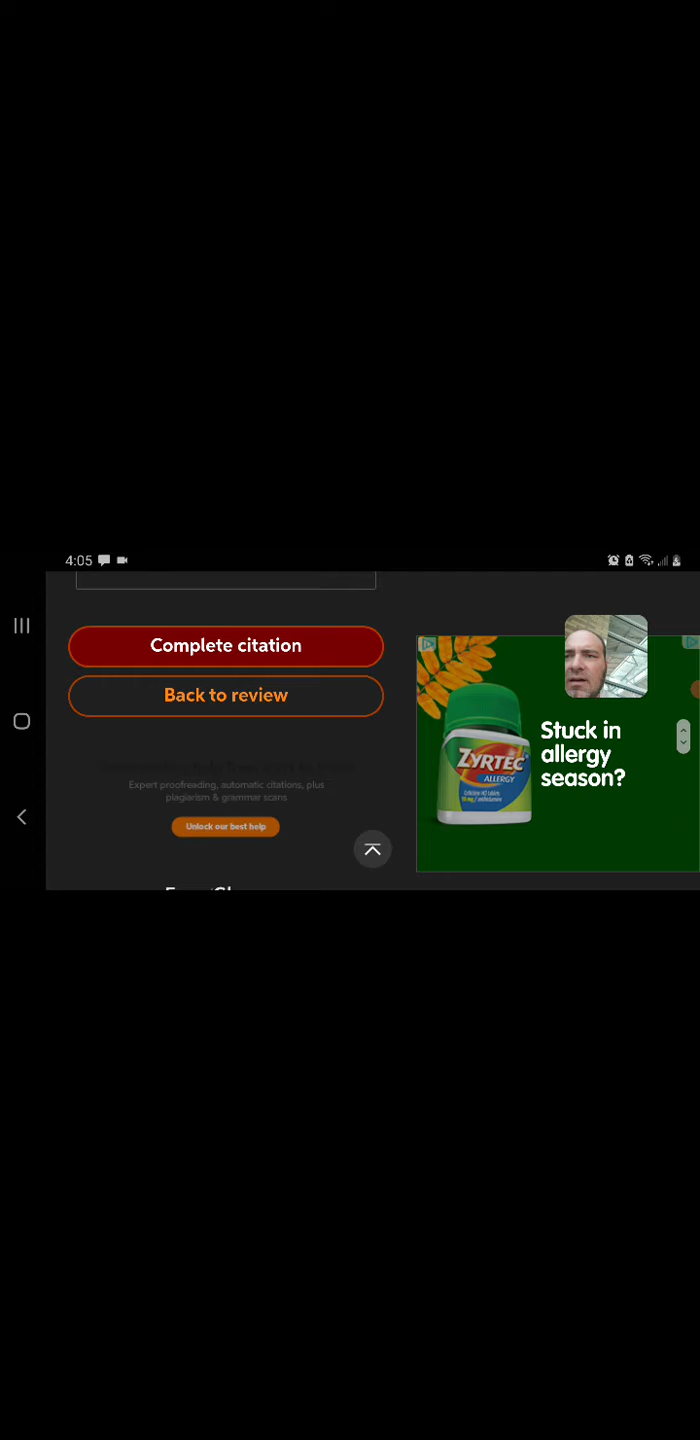 4:05
Complete citation
Back to review
Expert proofreading, automatic citations, plus
plagiarism & grammar scans
Unlock our best help
Stuck in
allergy
season?
ZYRTEC
ALLERGY